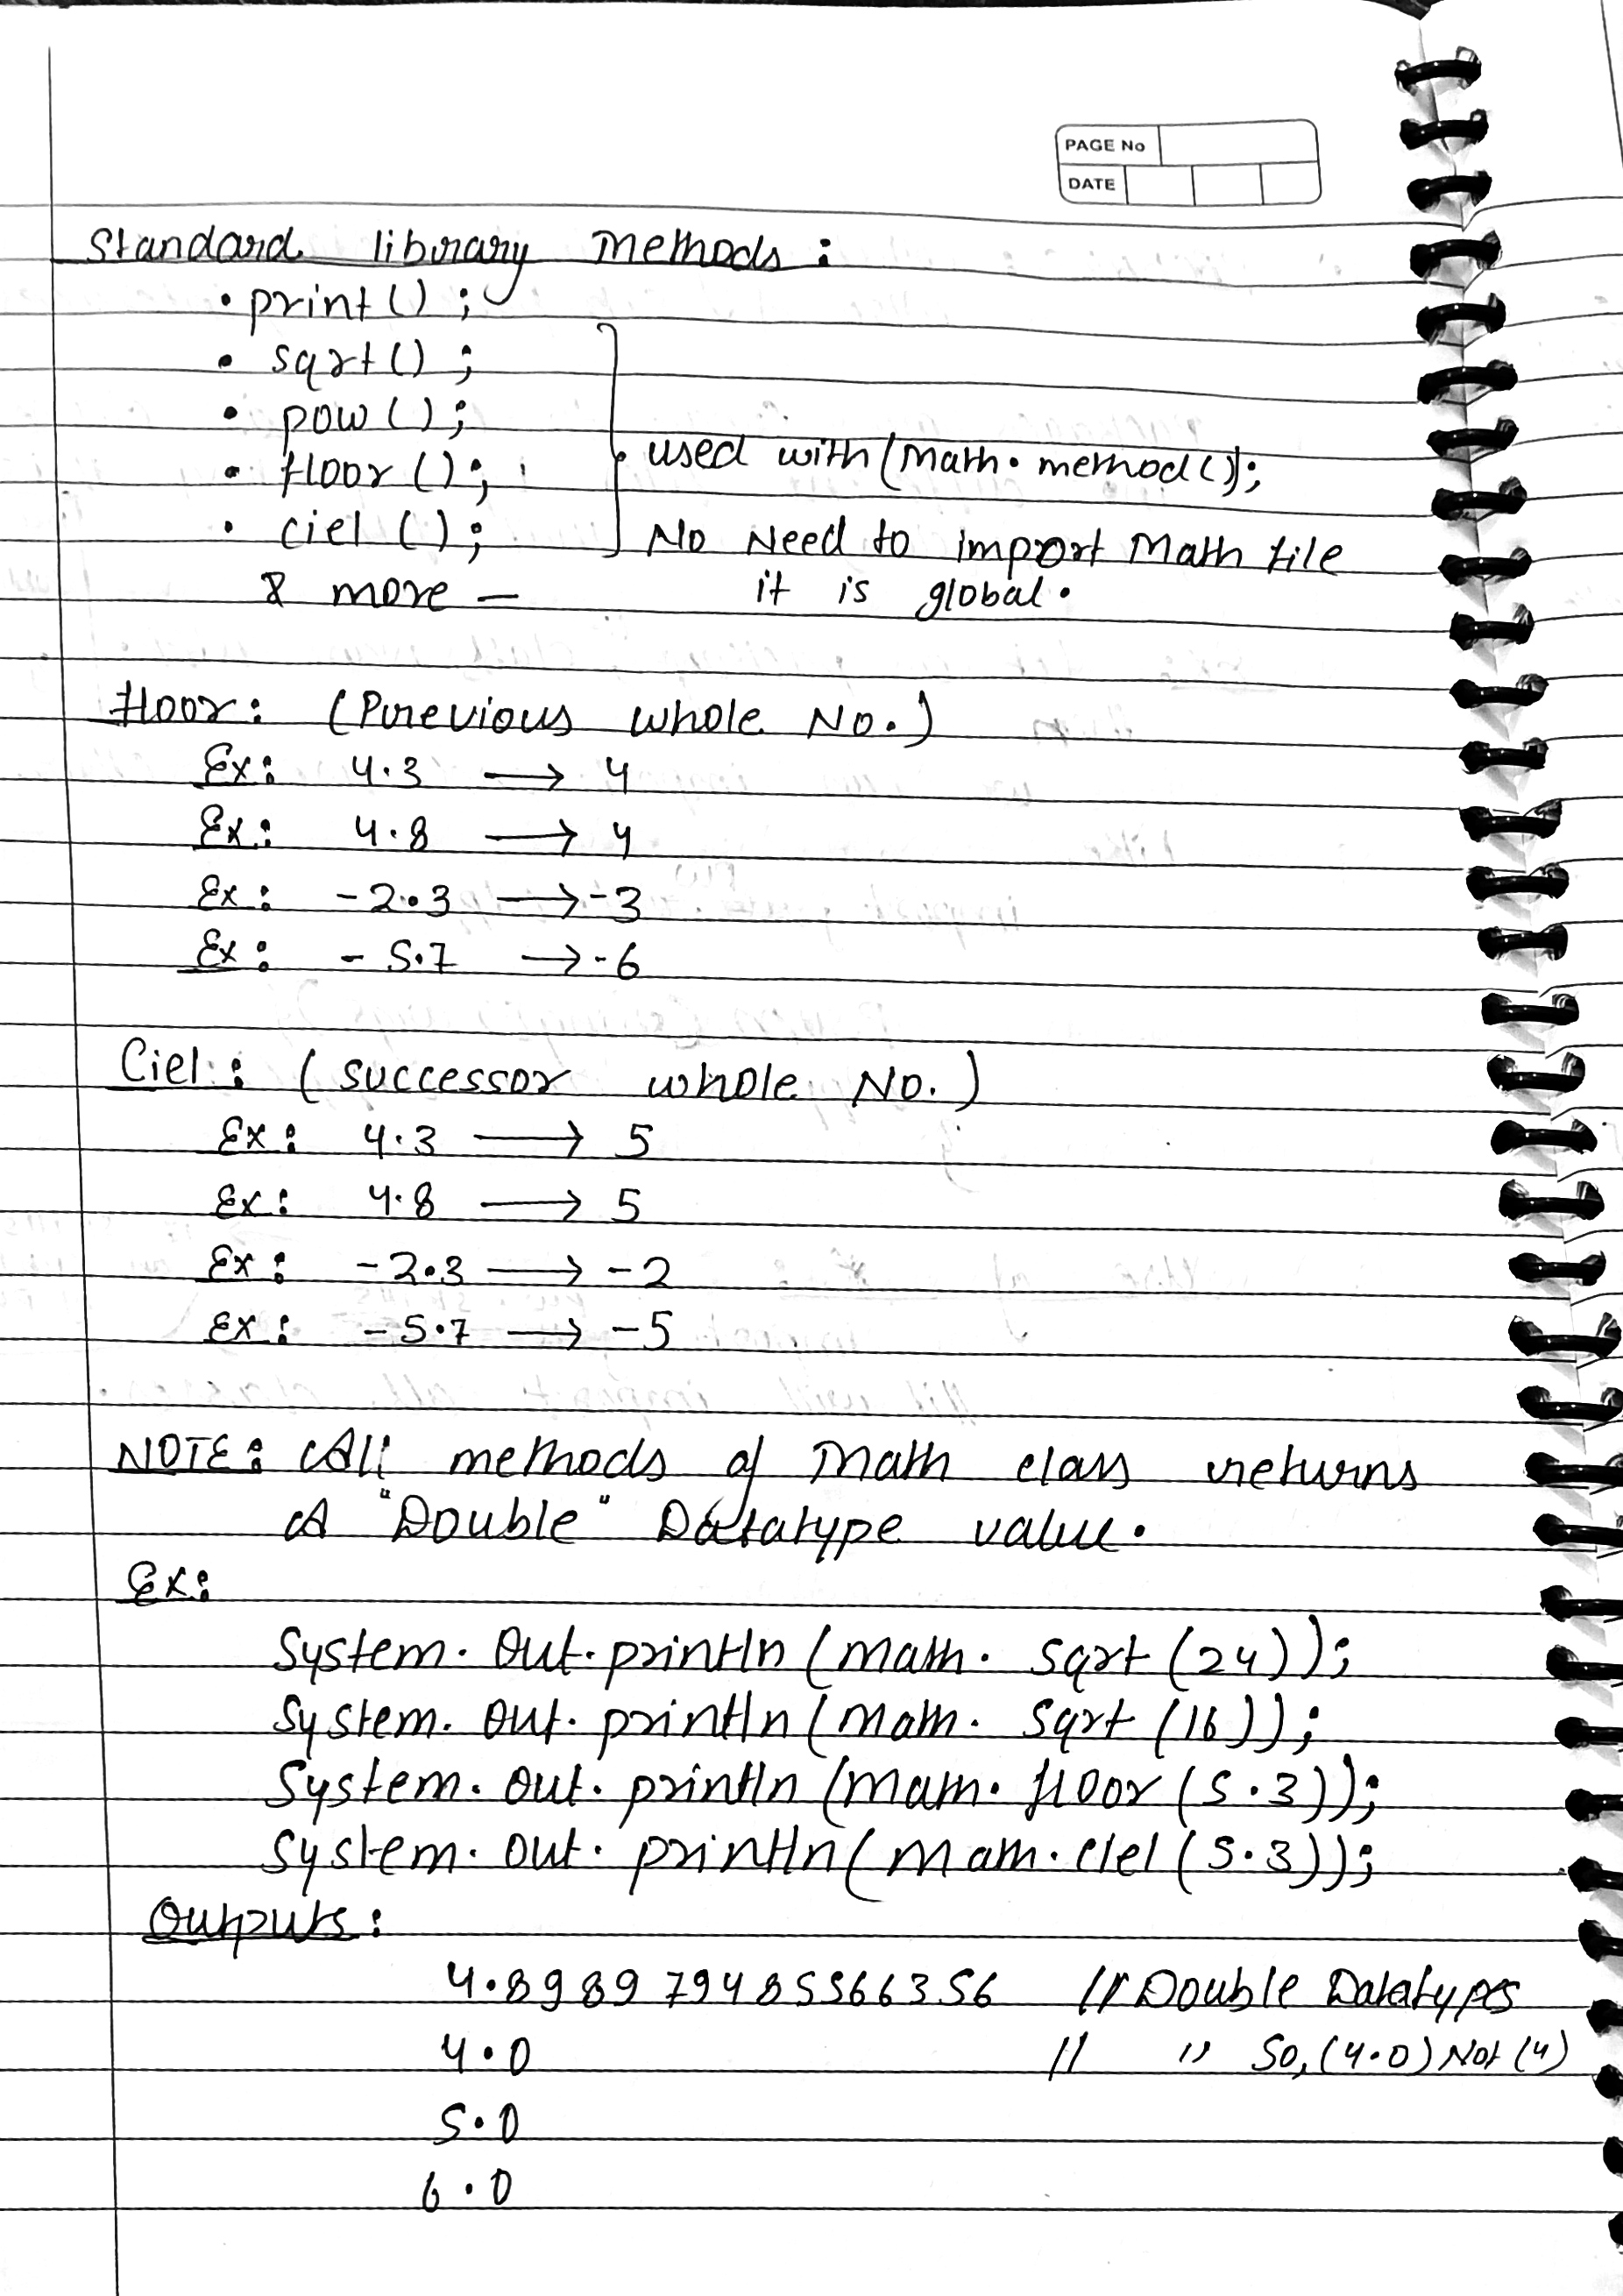 PAGE No
DATE
Standard library Methods :
• print() ;
• sqrt() ;
• pow() ;
• floor() ;
• ciel() ;
& more —
used with (Math. method());
No Need to import Math file
it is global.
floor: (Previous whole No.)
Ex: 4.3 → 4
Ex: 4.8 → 4
Ex: -2.3 → -3
Ex: - 5.7 → -6
Ciel : (successor whole No.)
Ex: 4.3 → 5
Ex: 4.8 → 5
Ex: -2.3 → -2
Ex: -5.7 → -5
NOTE: All methods of Math class returns
A "Double" Datatype value.
Ex:
System. Out. println (Math. sqrt (24));
System. Out. println (Math. sqrt (16));
System. Out. println (Math. floor (5.3));
System. Out. println (Math. ciel (5.3));
Outputs :
4.898979485566356 // Double Datatypes
4.0 // '' So, (4.0) Not (4)
5.0
6.0